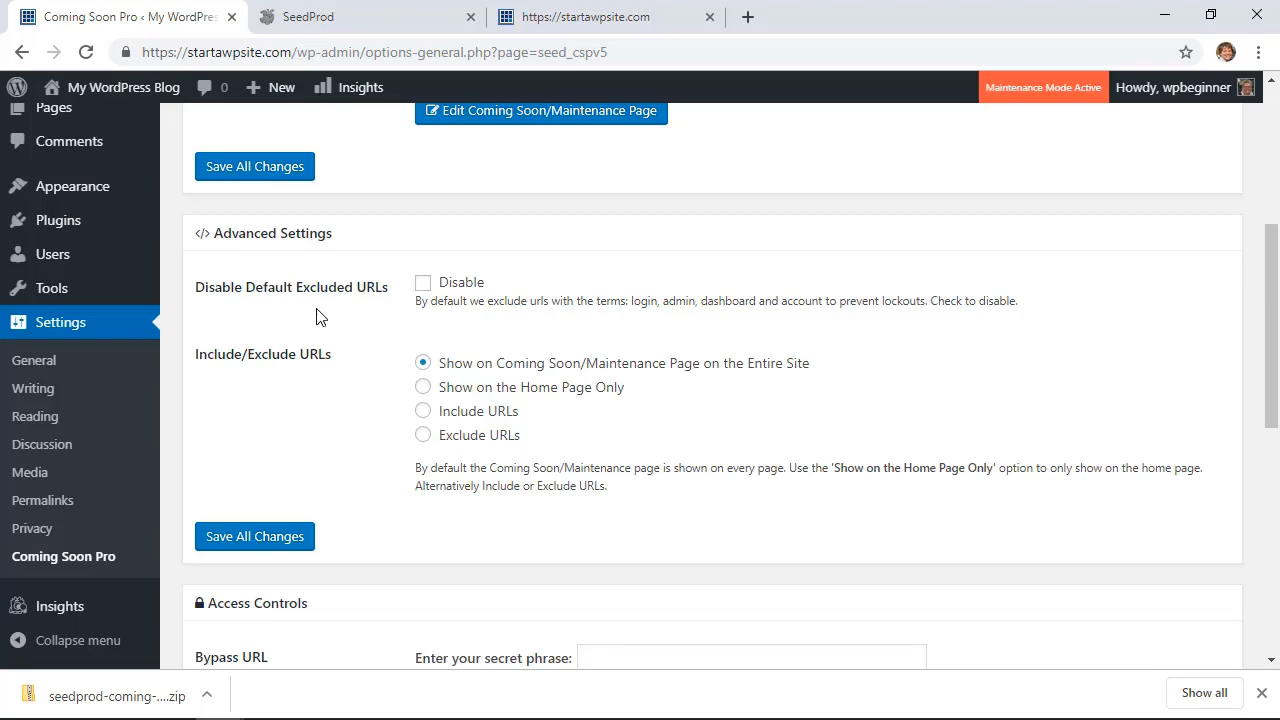 Coming Soon Pro ‹ My WordPres
SeedProd
https://startawpsite.com
https://startawpsite.com/wp-admin/options-general.php?page=seed_cspv5
My WordPress Blog
0
New
Insights
Maintenance Mode Active
Howdy, wpbeginner
Pages
Comments
Appearance
Plugins
Users
Tools
Settings
General
Writing
Reading
Discussion
Media
Permalinks
Privacy
Coming Soon Pro
Insights
Collapse menu
Edit Coming Soon/Maintenance Page
Save All Changes
</> Advanced Settings
Disable Default Excluded URLs
Disable
By default we exclude urls with the terms: login, admin, dashboard and account to prevent lockouts. Check to disable.
Include/Exclude URLs
Show on Coming Soon/Maintenance Page on the Entire Site
Show on the Home Page Only
Include URLs
Exclude URLs
By default the Coming Soon/Maintenance page is shown on every page. Use the 'Show on the Home Page Only' option to only show on the home page.
Alternatively Include or Exclude URLs.
Save All Changes
Access Controls
Bypass URL
Enter your secret phrase:
seedprod-coming-....zip
Show all